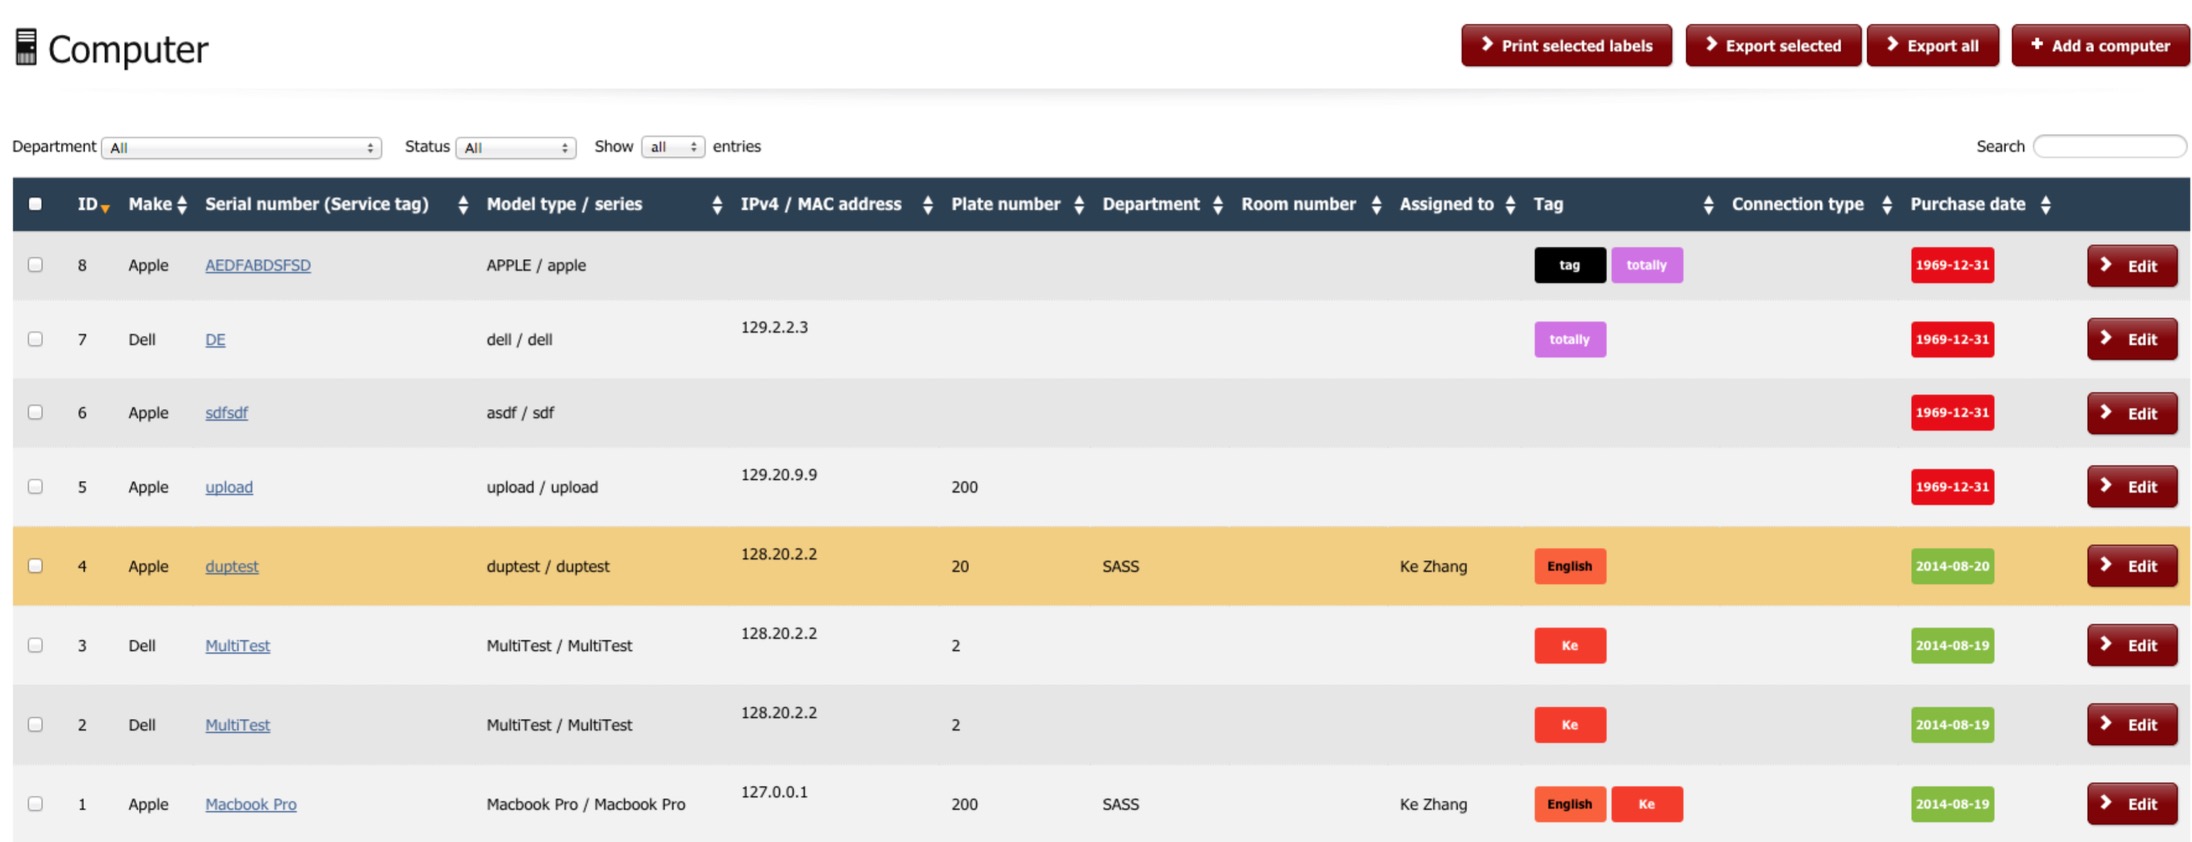 Computer
Print selected labels Export selected Export all Add a computer
Department All Status All Show all entries Search
ID Make Serial number (Service tag) Model type / series IPv4 / MAC address Plate number Department Room number Assigned to Tag Connection type Purchase date
8 Apple AEDFABDSFSD APPLE / apple tag totally 1969-12-31 Edit
7 Dell DE dell / dell 129.2.2.3 totally 1969-12-31 Edit
6 Apple sdfsdf asdf / sdf 1969-12-31 Edit
5 Apple upload upload / upload 129.20.9.9 200 1969-12-31 Edit
4 Apple duptest duptest / duptest 128.20.2.2 20 SASS Ke Zhang English 2014-08-20 Edit
3 Dell MultiTest MultiTest / MultiTest 128.20.2.2 2 Ke 2014-08-19 Edit
2 Dell MultiTest MultiTest / MultiTest 128.20.2.2 2 Ke 2014-08-19 Edit
1 Apple Macbook Pro Macbook Pro / Macbook Pro 127.0.0.1 200 SASS Ke Zhang English Ke 2014-08-19 Edit